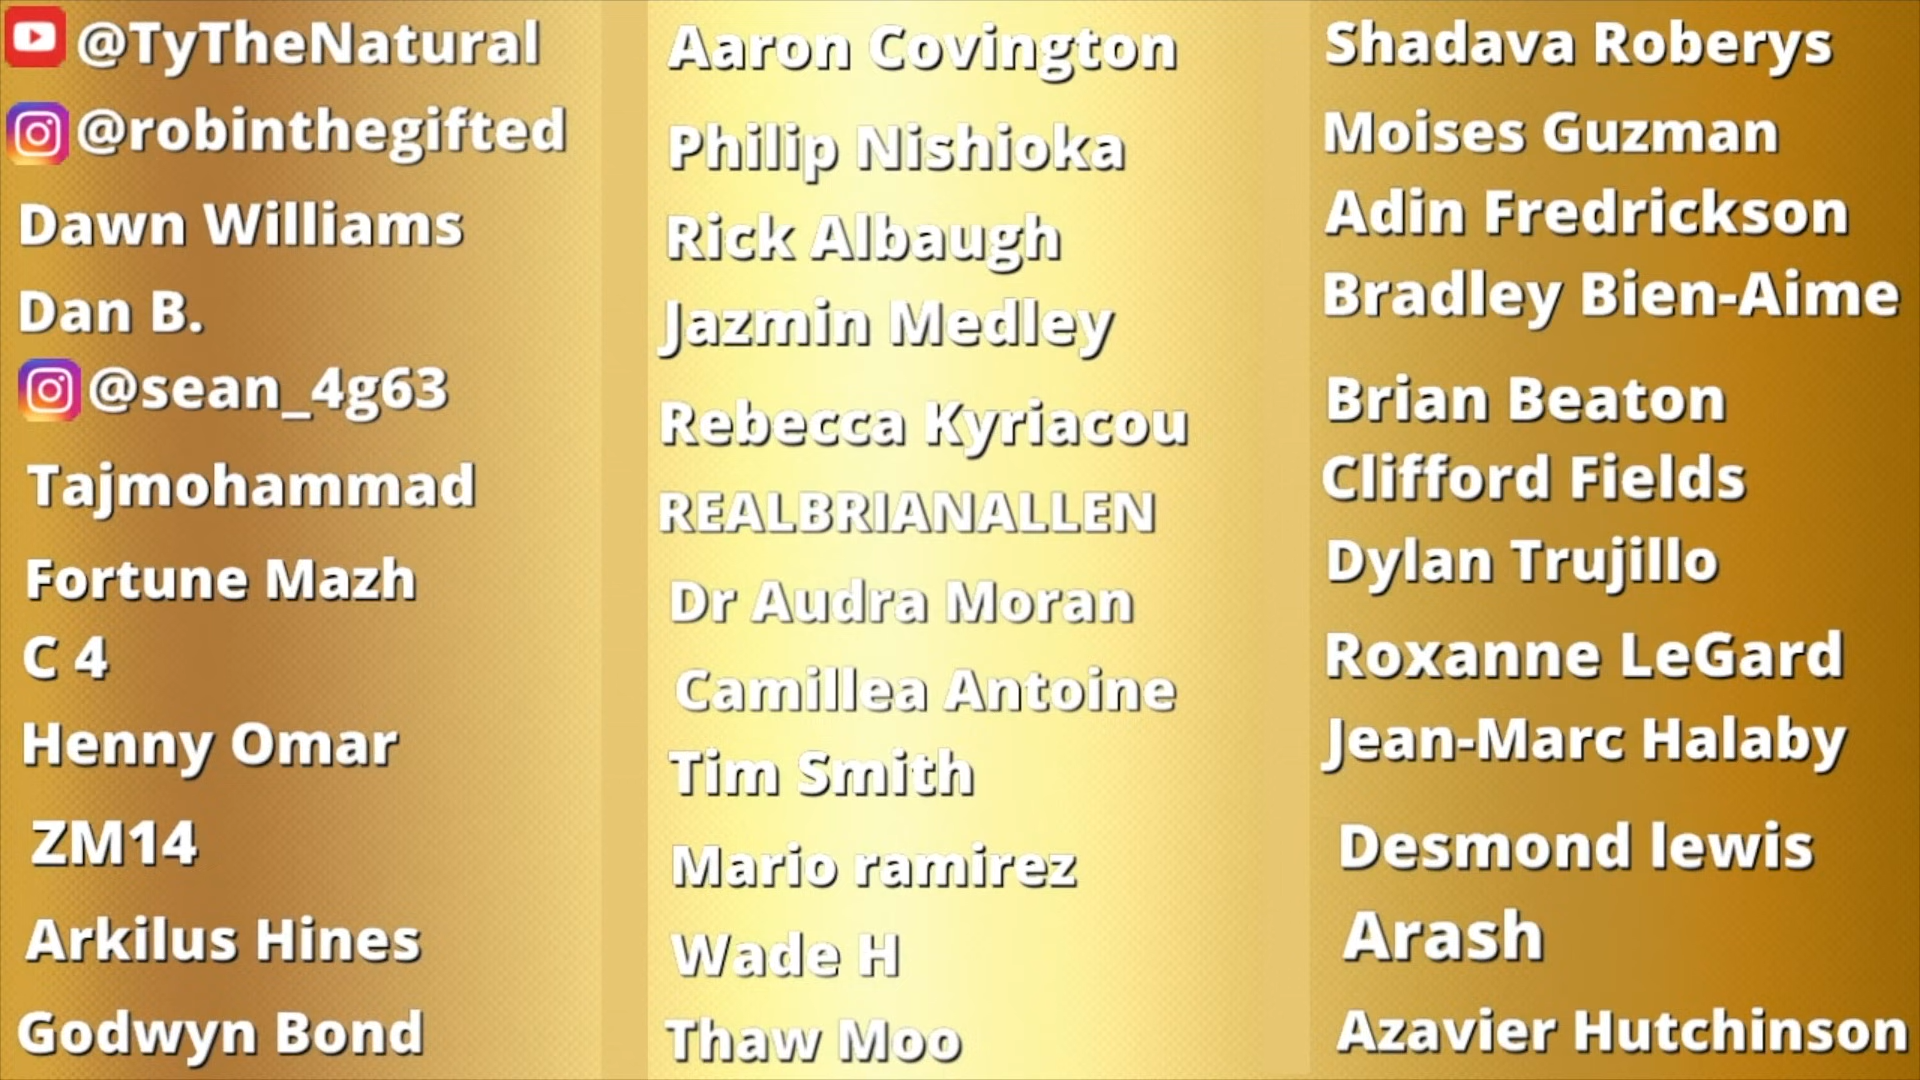 @TyTheNatural
@robinthegifted
Dawn Williams
Dan B.
@sean_4g63
Tajmohammad
Fortune Mazh
C 4
Henny Omar
ZM14
Arkilus Hines
Godwyn Bond
Aaron Covington
Philip Nishioka
Rick Albaugh
Jazmin Medley
Rebecca Kyriacou
REALBRIANALLEN
Dr Audra Moran
Camillea Antoine
Tim Smith
Mario ramirez
Wade H
Thaw Moo
Shadava Roberys
Moises Guzman
Adin Fredrickson
Bradley Bien-Aime
Brian Beaton
Clifford Fields
Dylan Trujillo
Roxanne LeGard
Jean-Marc Halaby
Desmond lewis
Arash
Azavier Hutchinson